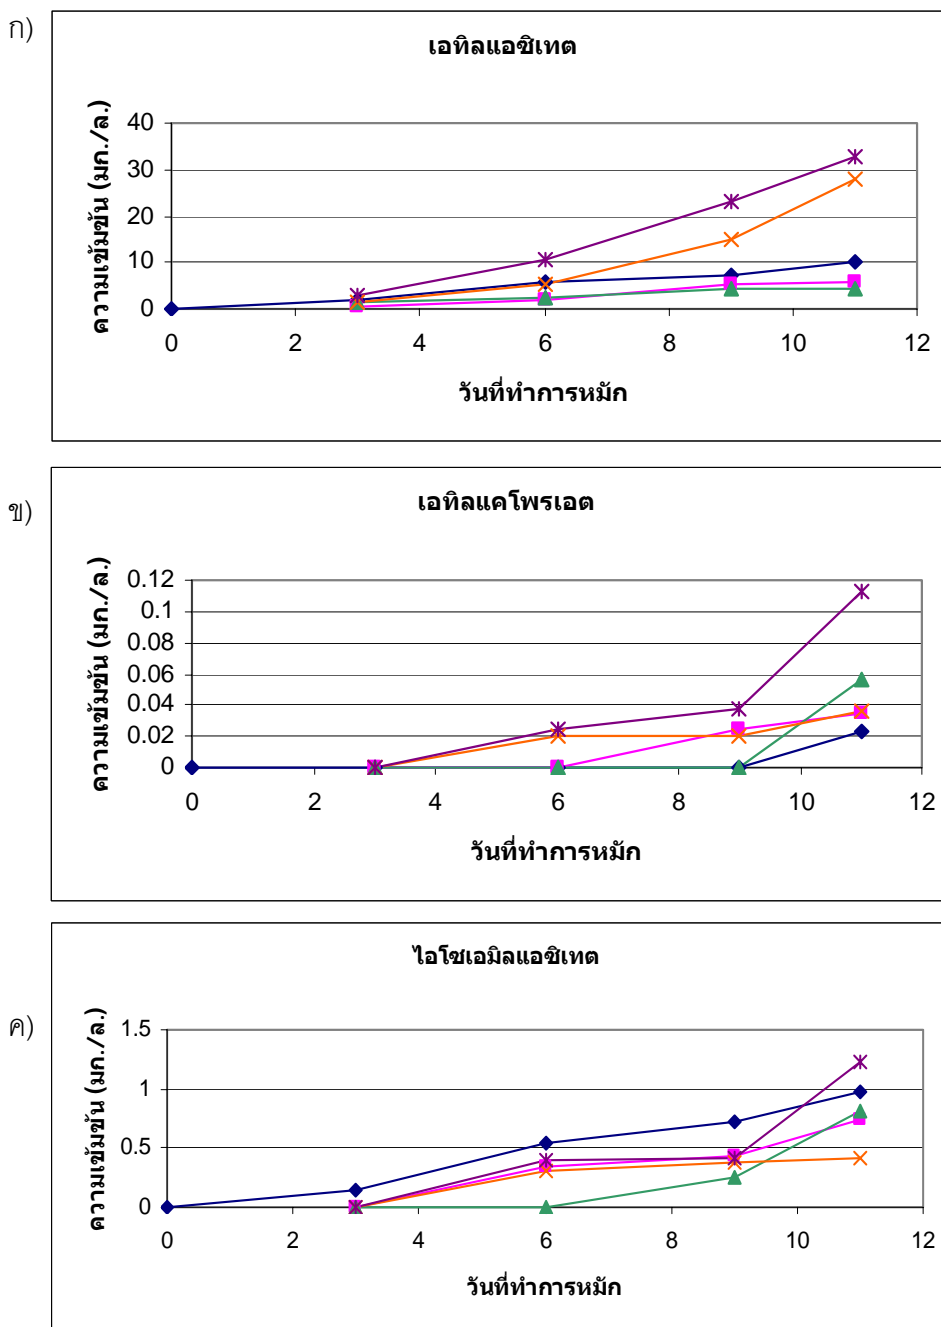 ก)
เอทิลแอซิเทต
ความเข้มข้น (มก./ล.)
40
30
20
10
0
0 2 4 6 8 10 12
วันที่ทำการหมัก
ข)
เอทิลแคโพรเอต
ความเข้มข้น (มก./ล.)
0.12
0.1
0.08
0.06
0.04
0.02
0
0 2 4 6 8 10 12
วันที่ทำการหมัก
ค)
ไอโซเอมิลแอซิเทต
ความเข้มข้น (มก./ล.)
1.5
1
0.5
0
0 2 4 6 8 10 12
วันที่ทำการหมัก